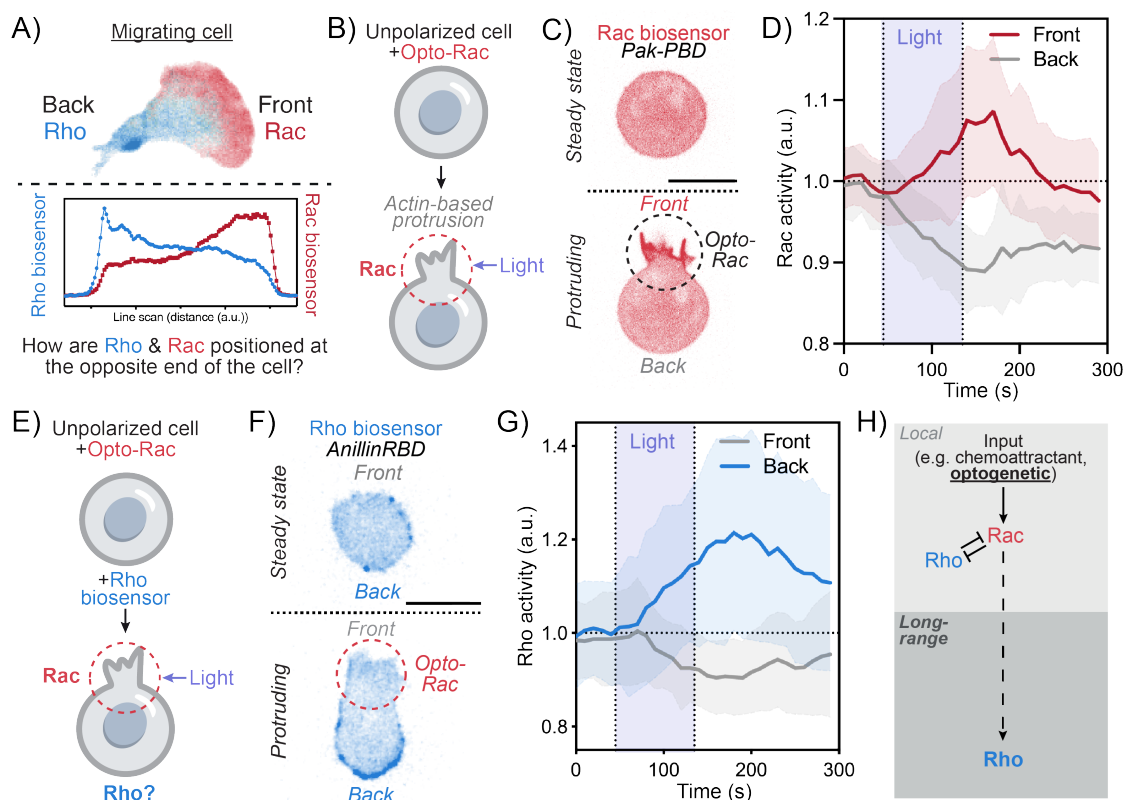 A)
Migrating cell
Back
Rho
Front
Rac
Rho biosensor
Rac biosensor
Line scan (distance (a.u.))
How are Rho & Rac positioned at
the opposite end of the cell?
B)
Unpolarized cell
+Opto-Rac
Actin-based
protrusion
Rac
Light
C)
Rac biosensor
Pak-PBD
Steady state
Front
Opto-
Rac
Protruding
Back
D)
Light
Front
Back
Rac activity (a.u.)
1.2
1.1
1.0
0.9
0.8
0
100
200
300
Time (s)
E)
Unpolarized cell
+Opto-Rac
+Rho
biosensor
Rac
Light
Rho?
F)
Rho biosensor
AnillinRBD
Front
Steady state
Back
Front
Opto-
Rac
Protruding
Back
G)
Light
Front
Back
Rho activity (a.u.)
1.4
1.2
1.0
0.8
0
100
200
300
Time (s)
H)
Local
Input
(e.g. chemoattractant,
optogenetic)
Rac
Rho
Long-
range
Rho